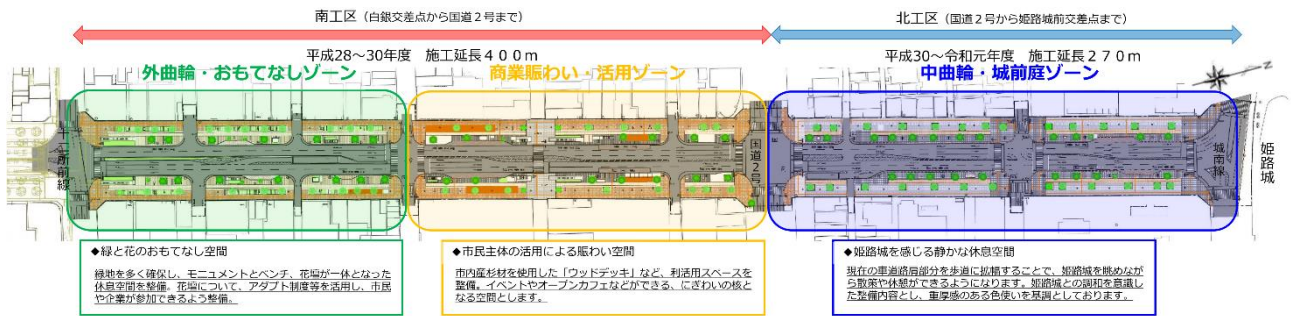 南工区（白銀交差点から国道２号まで）
北工区（国道２号から姫路城前交差点まで）
平成28～30年度　施工延長４００ｍ
平成30～令和元年度　施工延長２７０ｍ
外曲輪・おもてなしゾーン
商業賑わい・活用ゾーン
中曲輪・城前庭ゾーン
十二所前線
国道２号
城南線
姫路城
◆緑と花のおもてなし空間
緑地を多く確保し、モニュメントとベンチ、花壇が一体となった
休息空間を整備。花壇について、アダプト制度等を活用し、市民
や企業が参加できるよう整備。
◆市民主体の活用による賑わい空間
市内産杉材を使用した「ウッドデッキ」など、利活用スペースを
整備。イベントやオープンカフェなどができる、にぎわいの核と
なる空間とします。
◆姫路城を感じる静かな休息空間
現在の車道路肩部分を歩道に拡幅することで、姫路城を眺めなが
ら散策や休憩ができるようになります。姫路城との調和を意識し
た整備内容とし、重厚感のある色使いを基調としております。